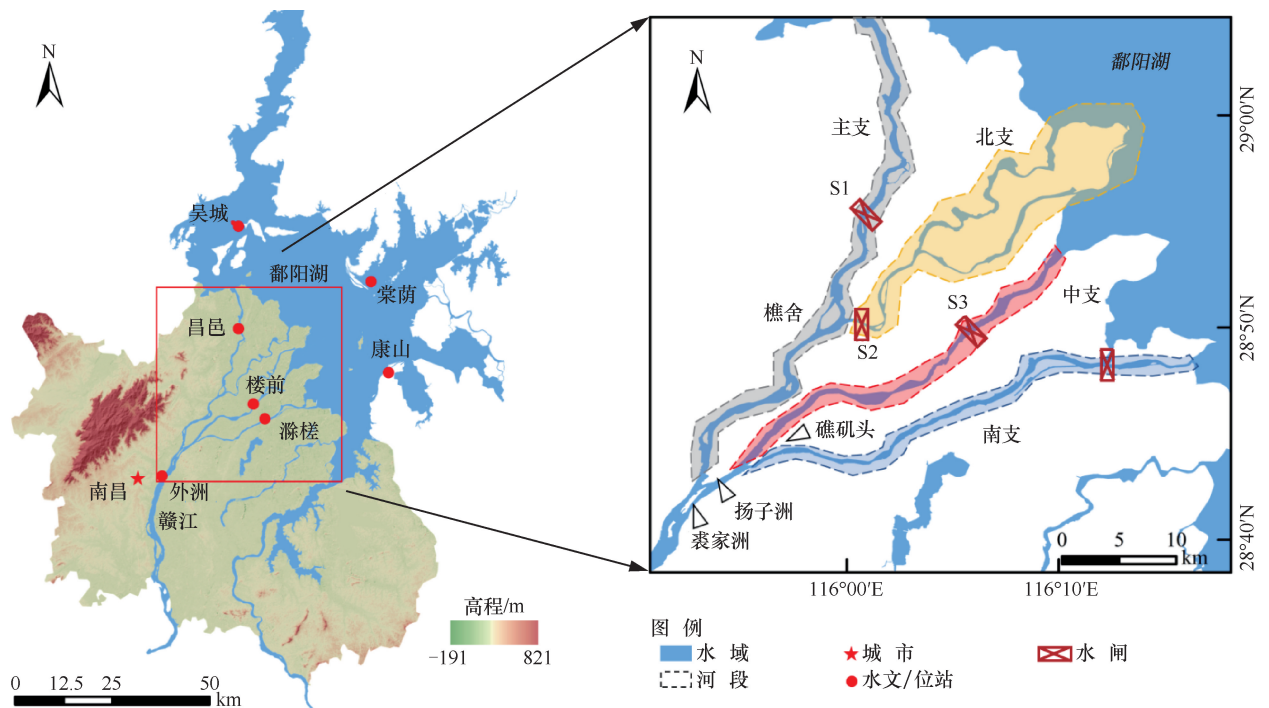 N
吴城
鄱阳湖
棠荫
昌邑
康山
楼前
滁槎
南昌
外洲
赣江
高程/m
−191
821
0
12.5
25
50
km
N
鄱阳湖
主支
北支
S1
S3
中支
樵舍
S2
礁矶头
南支
扬子洲
裘家洲
0
5
10
km
29°00′N
28°50′N
28°40′N
116°00′E
116°10′E
图 例
水 域
城 市
水 闸
河 段
水文/位站